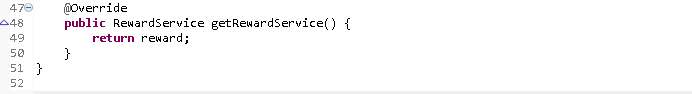 47 @Override
48 public RewardService getRewardService() {
49 return reward;
50 }
51 }
52